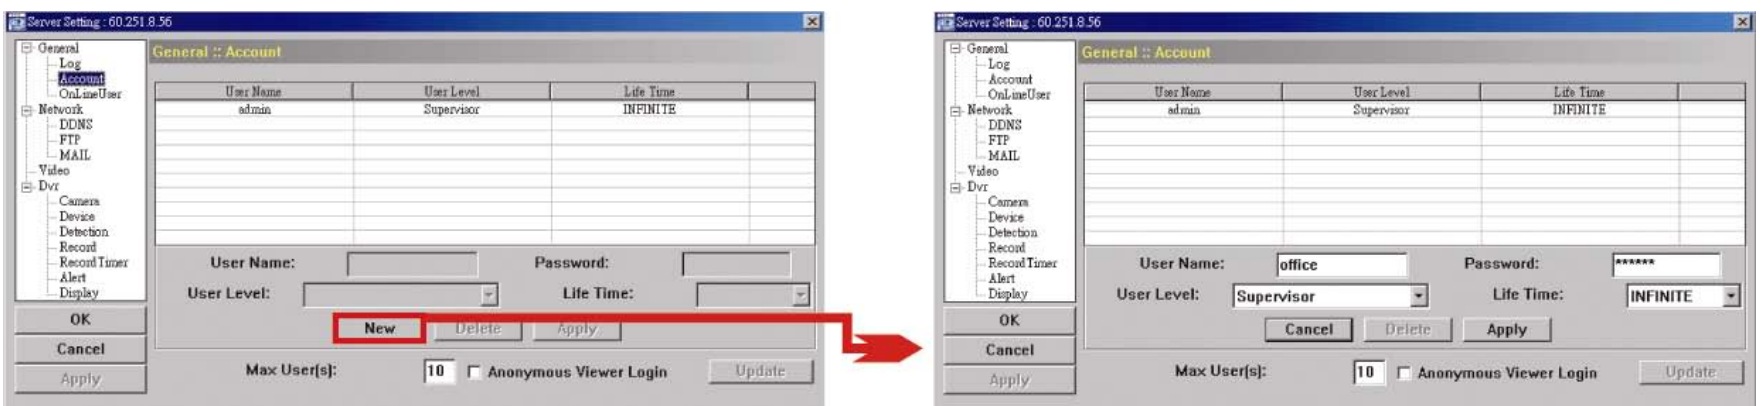 Server Setting : 60.251.8.56
General
Log
Account
OnLineUser
Network
DDNS
FTP
MAIL
Video
Dvr
Camera
Device
Detection
Record
Record Timer
Alert
Display
OK
Cancel
Apply
General :: Account
User Name User Level Life Time
admin Supervisor INFINITE
User Name: Password:
User Level: Life Time:
New Delete Apply
Max User(s): 10 Anonymous Viewer Login Update
Server Setting : 60.251.8.56
General
Log
Account
OnLineUser
Network
DDNS
FTP
MAIL
Video
Dvr
Camera
Device
Detection
Record
Record Timer
Alert
Display
OK
Cancel
Apply
General :: Account
User Name User Level Life Time
admin Supervisor INFINITE
User Name: office Password: ******
User Level: Supervisor Life Time: INFINITE
Cancel Delete Apply
Max User(s): 10 Anonymous Viewer Login Update